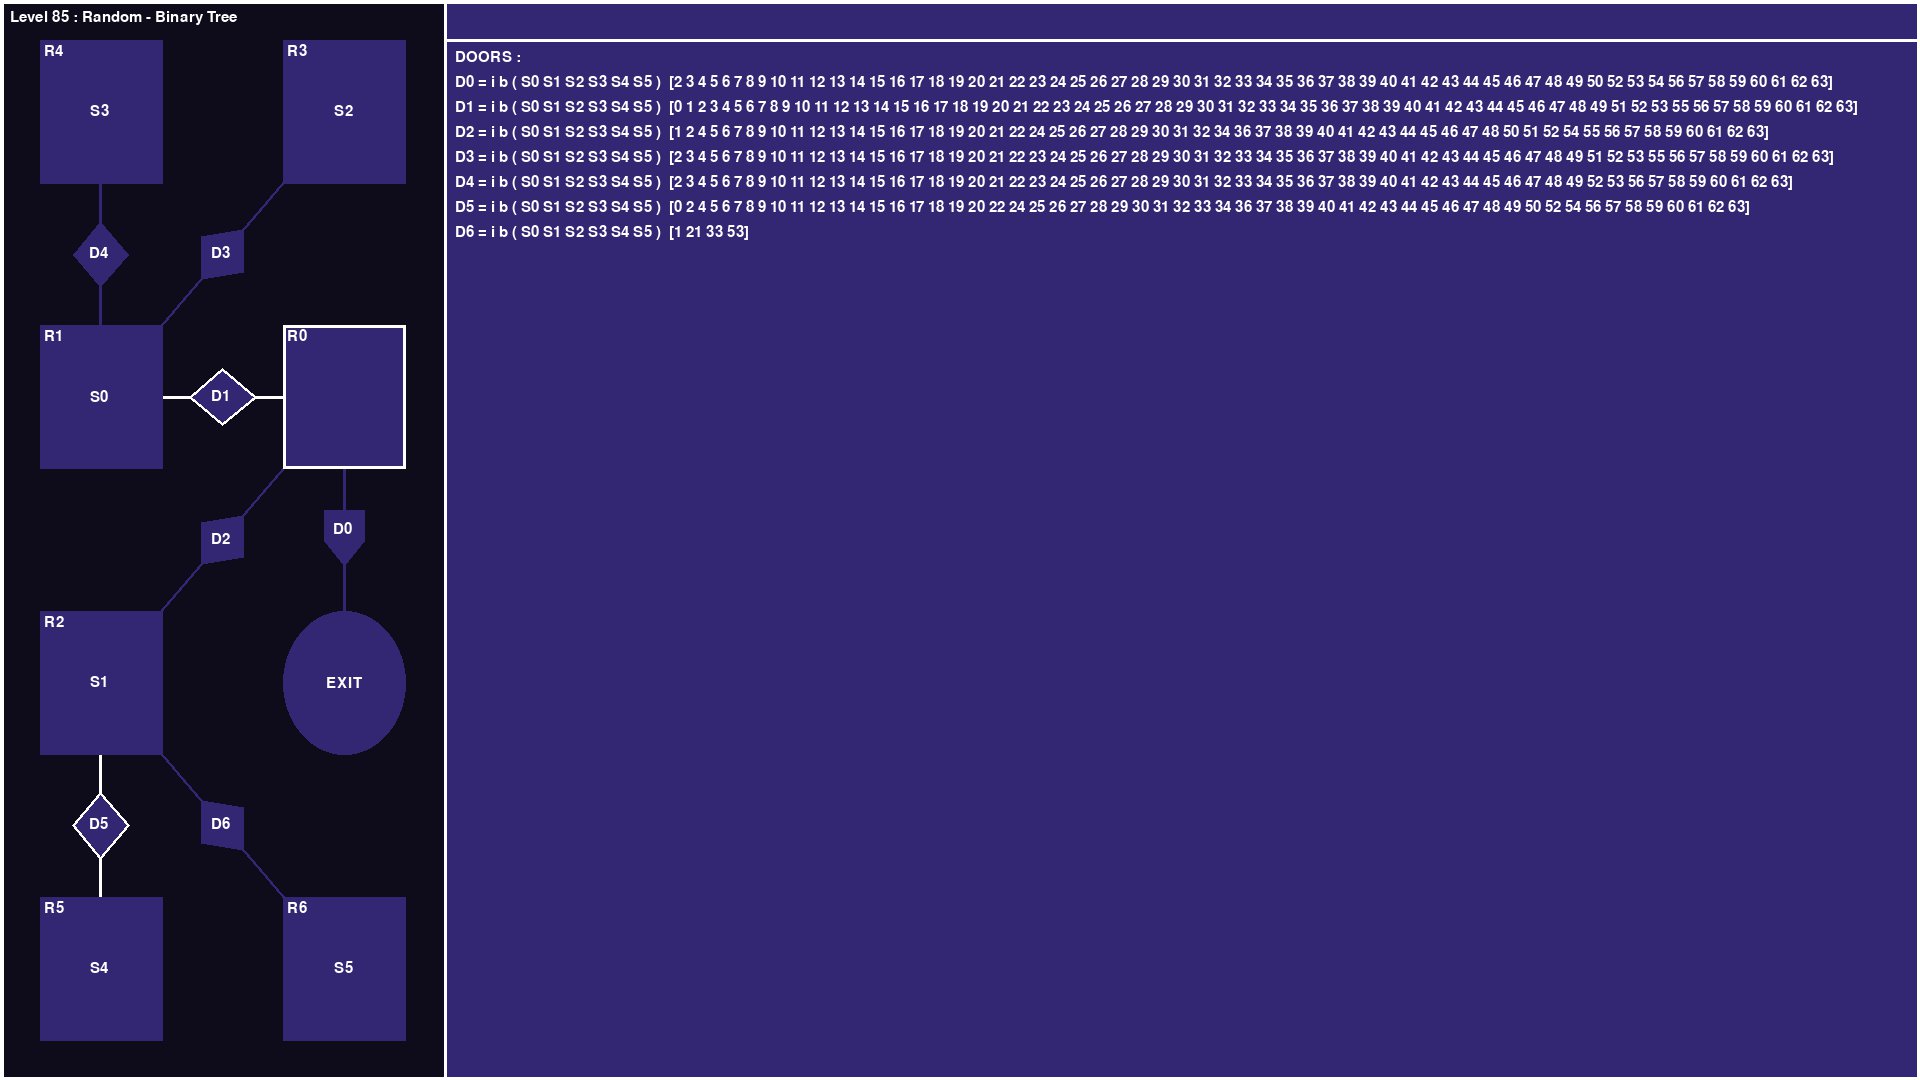 Level 85 : Random - Binary Tree
R4
R3
S3
S2
D4
D3
R1
R0
S0
D1
D2
D0
R2
S1
EXIT
D5
D6
R5
R6
S4
S5
DOORS :
D0 = i b ( S0 S1 S2 S3 S4 S5 ) [2 3 4 5 6 7 8 9 10 11 12 13 14 15 16 17 18 19 20 21 22 23 24 25 26 27 28 29 30 31 32 33 34 35 36 37 38 39 40 41 42 43 44 45 46 47 48 49 50 52 53 54 56 57 58 59 60 61 62 63]
D1 = i b ( S0 S1 S2 S3 S4 S5 ) [0 1 2 3 4 5 6 7 8 9 10 11 12 13 14 15 16 17 18 19 20 21 22 23 24 25 26 27 28 29 30 31 32 33 34 35 36 37 38 39 40 41 42 43 44 45 46 47 48 49 51 52 53 55 56 57 58 59 60 61 62 63]
D2 = i b ( S0 S1 S2 S3 S4 S5 ) [1 2 4 5 6 7 8 9 10 11 12 13 14 15 16 17 18 19 20 21 22 24 25 26 27 28 29 30 31 32 34 36 37 38 39 40 41 42 43 44 45 46 47 48 50 51 52 54 55 56 57 58 59 60 61 62 63]
D3 = i b ( S0 S1 S2 S3 S4 S5 ) [2 3 4 5 6 7 8 9 10 11 12 13 14 15 16 17 18 19 20 21 22 23 24 25 26 27 28 29 30 31 32 33 34 35 36 37 38 39 40 41 42 43 44 45 46 47 48 49 51 52 53 55 56 57 58 59 60 61 62 63]
D4 = i b ( S0 S1 S2 S3 S4 S5 ) [2 3 4 5 6 7 8 9 10 11 12 13 14 15 16 17 18 19 20 21 22 23 24 25 26 27 28 29 30 31 32 33 34 35 36 37 38 39 40 41 42 43 44 45 46 47 48 49 52 53 56 57 58 59 60 61 62 63]
D5 = i b ( S0 S1 S2 S3 S4 S5 ) [0 2 4 5 6 7 8 9 10 11 12 13 14 15 16 17 18 19 20 22 24 25 26 27 28 29 30 31 32 33 34 36 37 38 39 40 41 42 43 44 45 46 47 48 49 50 52 54 56 57 58 59 60 61 62 63]
D6 = i b ( S0 S1 S2 S3 S4 S5 ) [1 21 33 53]